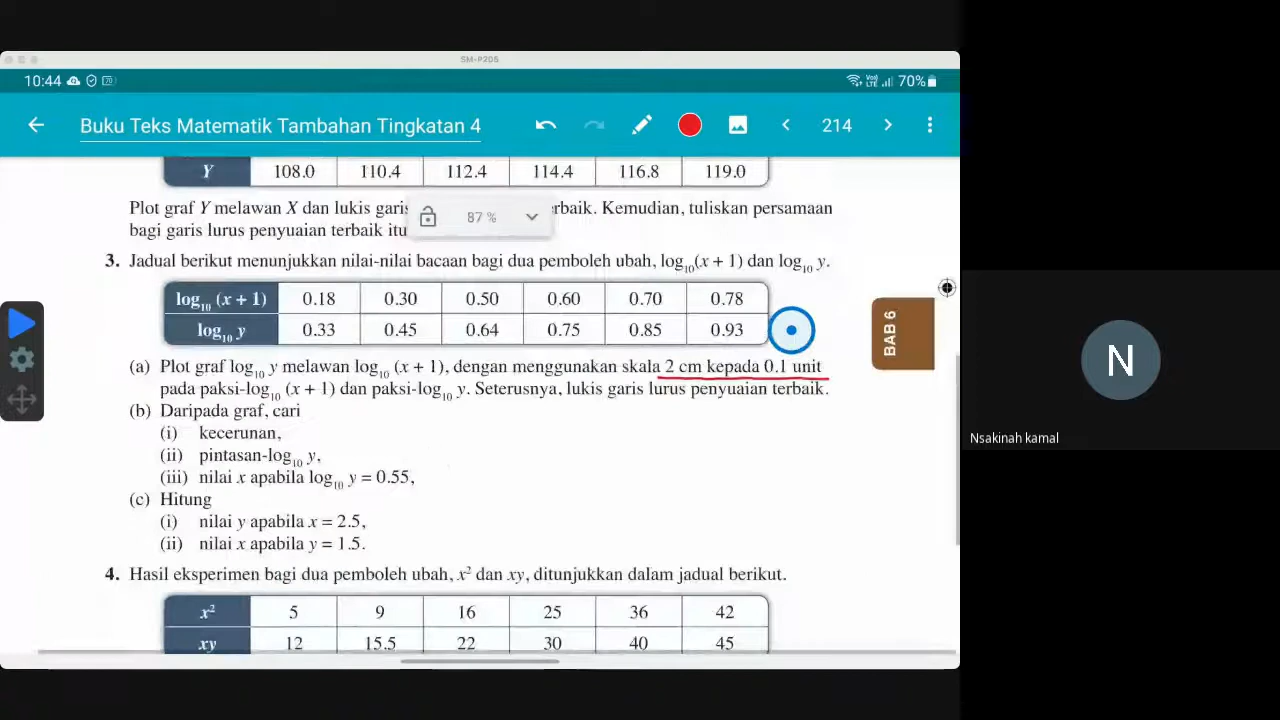 SM-P205
10:44 70%
Buku Teks Matematik Tambahan Tingkatan 4 214
Y 108.0 110.4 112.4 114.4 116.8 119.0
Plot graf Y melawan X dan lukis garis rbaik. Kemudian, tuliskan persamaan
87 %
bagi garis lurus penyuaian terbaik itu
3. Jadual berikut menunjukkan nilai-nilai bacaan bagi dua pemboleh ubah, log₁₀(x + 1) dan log₁₀ y.
log₁₀ (x + 1) 0.18 0.30 0.50 0.60 0.70 0.78
log₁₀ y 0.33 0.45 0.64 0.75 0.85 0.93
BAB 6
(a) Plot graf log₁₀ y melawan log₁₀ (x + 1), dengan menggunakan skala 2 cm kepada 0.1 unit
pada paksi-log₁₀ (x + 1) dan paksi-log₁₀ y. Seterusnya, lukis garis lurus penyuaian terbaik.
(b) Daripada graf, cari
(i) kecerunan,
(ii) pintasan-log₁₀ y,
(iii) nilai x apabila log₁₀ y = 0.55,
(c) Hitung
(i) nilai y apabila x = 2.5,
(ii) nilai x apabila y = 1.5.
4. Hasil eksperimen bagi dua pemboleh ubah, x² dan xy, ditunjukkan dalam jadual berikut.
x² 5 9 16 25 36 42
xy 12 15.5 22 30 40 45
N
Nsakinah kamal